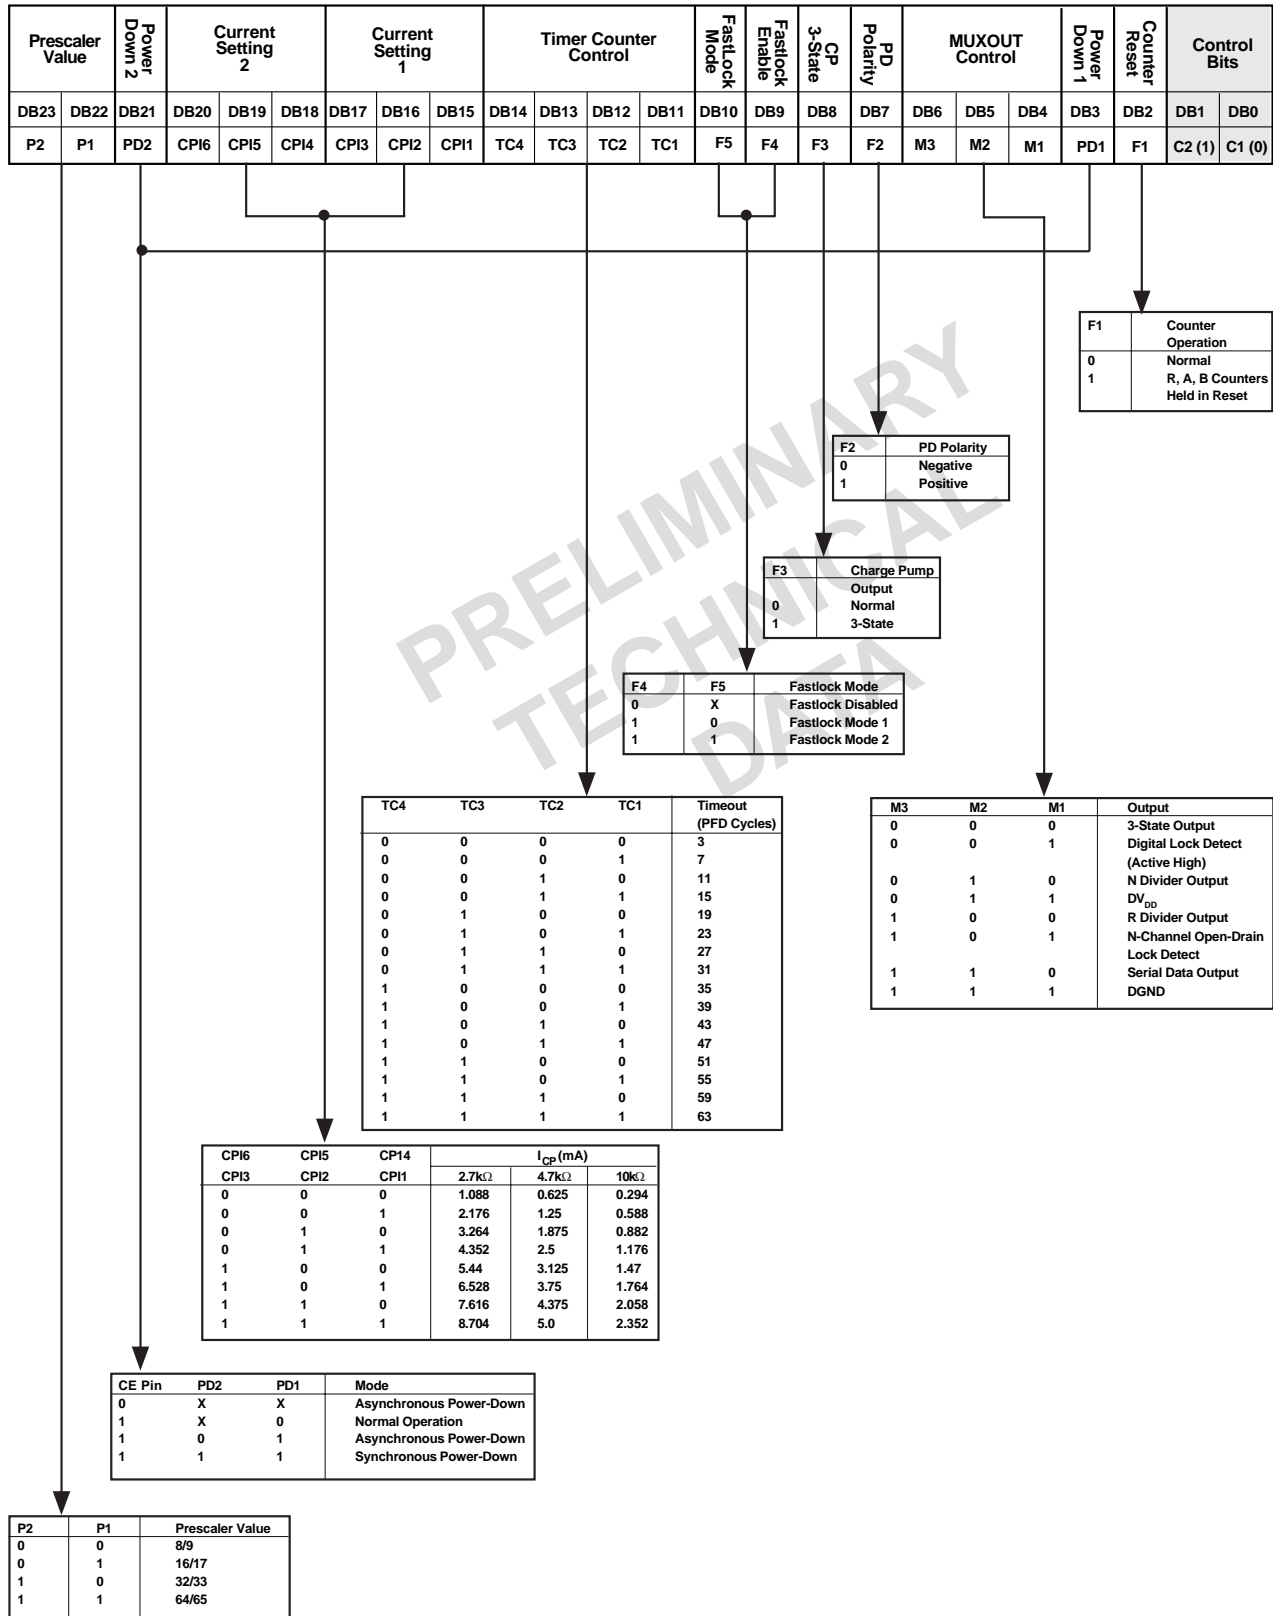 Prescaler Value
Power Down 2
Current Setting 2
Current Setting 1
Timer Counter Control
FastLock Mode
Fastlock Enable
CP 3-State
PD Polarity
MUXOUT Control
Power Down 1
Counter Reset
Control Bits
DB23 DB22 DB21 DB20 DB19 DB18 DB17 DB16 DB15 DB14 DB13 DB12 DB11 DB10 DB9 DB8 DB7 DB6 DB5 DB4 DB3 DB2 DB1 DB0
P2 P1 PD2 CPI6 CPI5 CPI4 CPI3 CPI2 CPI1 TC4 TC3 TC2 TC1 F5 F4 F3 F2 M3 M2 M1 PD1 F1 C2 (1) C1 (0)
F1 Counter
Operation
0 Normal
1 R, A, B Counters
Held in Reset
F2 PD Polarity
0 Negative
1 Positive
F3 Charge Pump
Output
0 Normal
1 3-State
PRELIMINARY
TECHNICAL
DATA
F4 F5 Fastlock Mode
0 X Fastlock Disabled
1 0 Fastlock Mode 1
1 1 Fastlock Mode 2
TC4 TC3 TC2 TC1 Timeout
(PFD Cycles)
0 0 0 0 3
0 0 0 1 7
0 0 1 0 11
0 0 1 1 15
0 1 0 0 19
0 1 0 1 23
0 1 1 0 27
0 1 1 1 31
1 0 0 0 35
1 0 0 1 39
1 0 1 0 43
1 0 1 1 47
1 1 0 0 51
1 1 0 1 55
1 1 1 0 59
1 1 1 1 63
M3 M2 M1 Output
0 0 0 3-State Output
0 0 1 Digital Lock Detect
(Active High)
0 1 0 N Divider Output
0 1 1 DVDD
1 0 0 R Divider Output
1 0 1 N-Channel Open-Drain
Lock Detect
1 1 0 Serial Data Output
1 1 1 DGND
CPI6 CPI5 CP14 ICP(mA)
CPI3 CPI2 CPI1 2.7kΩ 4.7kΩ 10kΩ
0 0 0 1.088 0.625 0.294
0 0 1 2.176 1.25 0.588
0 1 0 3.264 1.875 0.882
0 1 1 4.352 2.5 1.176
1 0 0 5.44 3.125 1.47
1 0 1 6.528 3.75 1.764
1 1 0 7.616 4.375 2.058
1 1 1 8.704 5.0 2.352
CE Pin PD2 PD1 Mode
0 X X Asynchronous Power-Down
1 X 0 Normal Operation
1 0 1 Asynchronous Power-Down
1 1 1 Synchronous Power-Down
P2 P1 Prescaler Value
0 0 8/9
0 1 16/17
1 0 32/33
1 1 64/65